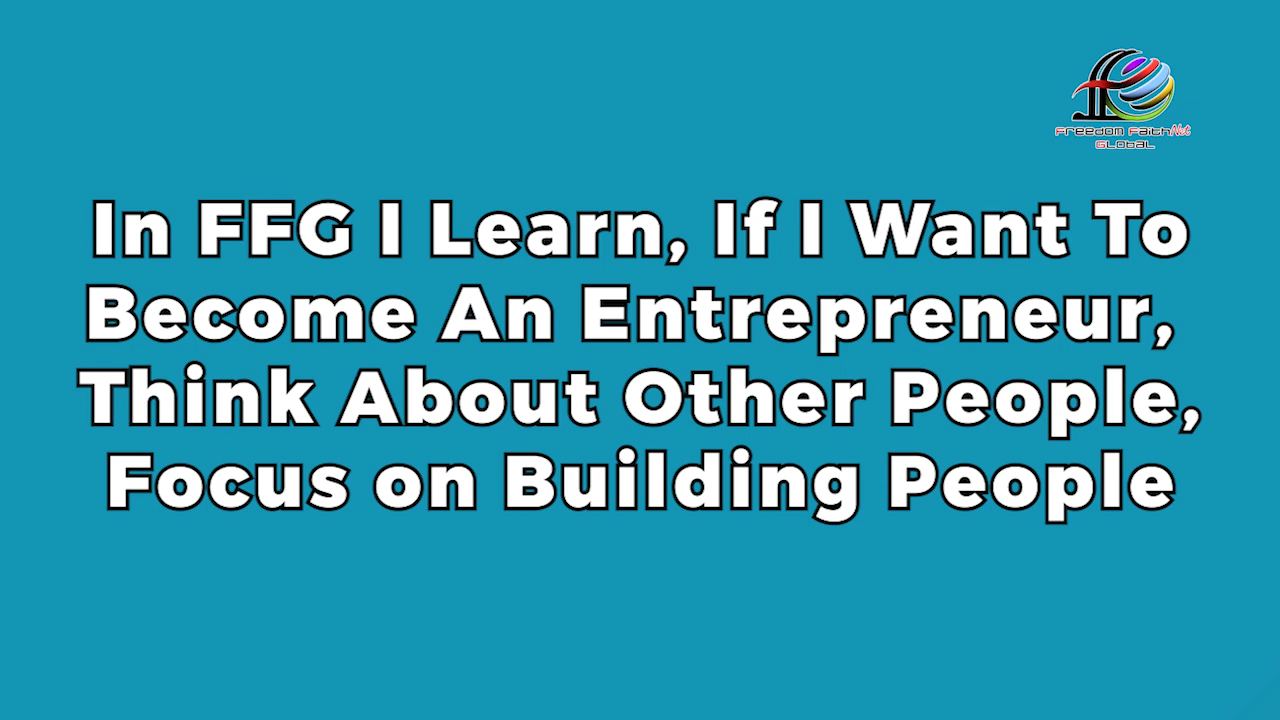 Freedom FaithNet
Global
In FFG I Learn, If I Want To
Become An Entrepreneur,
Think About Other People,
Focus on Building People